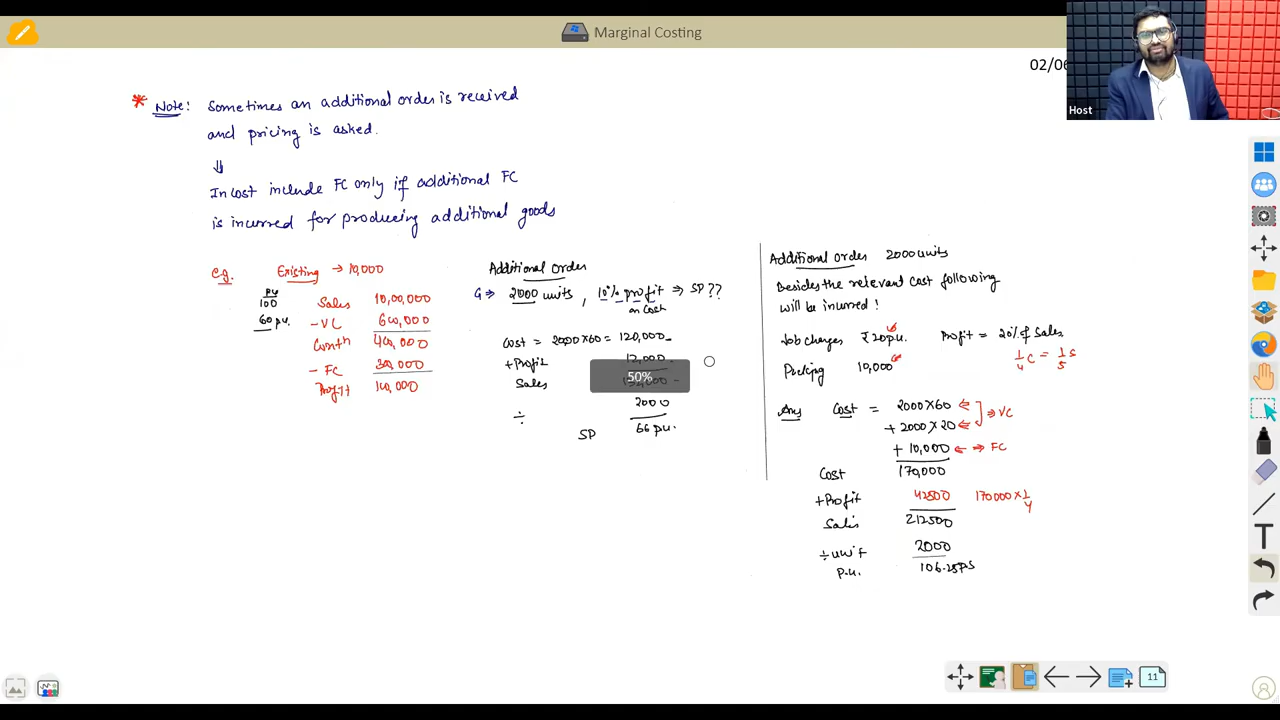 Marginal Costing
02/06
Host
* Note: Sometimes an additional order is received
and pricing is asked.
⇓
In cost include FC only if additional FC
is incurred for producing additional goods
e.g. Existing → 10,000
pu
100 Sales 10,00,000
60 pu. - VC 600,000
Contn 400,000
- FC 300,000
Profit 100,000
Additional Order
G ⇒ 2000 units, 10% profit ⇒ SP ??
on cost
Cost = 2000×60 = 120,000
+ Profit 12,000
50%
Sales
÷ 2000
SP 66 pu.
Additional order 2000 units
Besides the relevant cost following
will be incurred!
Job charges ₹20 p.u. Profit = 20% of Sales
Packing 10,000 1/4 C = 1/5 S
Ans Cost = 2000×60 ⇐
+ 2000×20 ⇐ ⇒ VC
+ 10,000 ⇐ ⇒ FC
Cost 170,000
+ Profit 42500 170000 × 1/4
Sales 212500
÷ unit 2000
p.u. 106.25
11